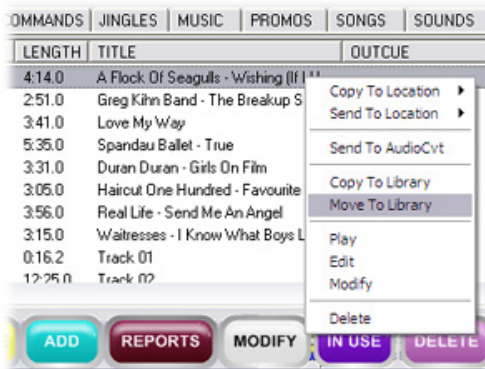 OMMANDS JINGLES MUSIC PROMOS SONGS SOUNDS
LENGTH TITLE OUTCUE
4:14.0 A Flock Of Seagulls - Wishing (If I
2:51.0 Greg Kihn Band - The Breakup S
3:41.0 Love My Way
5:35.0 Spandau Ballet - True
3:31.0 Duran Duran - Girls On Film
3:05.0 Haircut One Hundred - Favourite
3:56.0 Real Life - Send Me An Angel
3:15.0 Waitresses - I Know What Boys L
0:16.2 Track 01
12:25.0 Track 02
Copy To Location
Send To Location
Send To AudioCvt
Copy To Library
Move To Library
Play
Edit
Modify
Delete
ADD REPORTS MODIFY IN USE DELETE